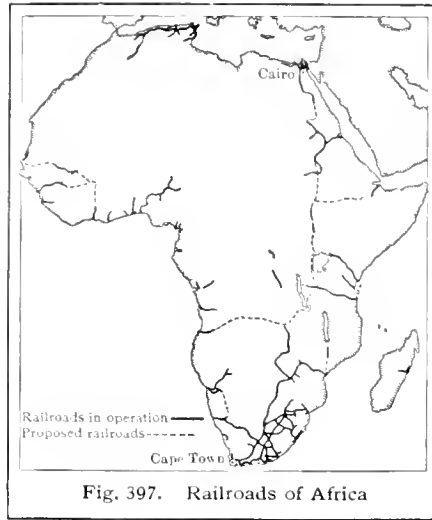 Cairo
Railroads in operation
Proposed railroads
Cape Town
Fig. 397. Railroads of Africa